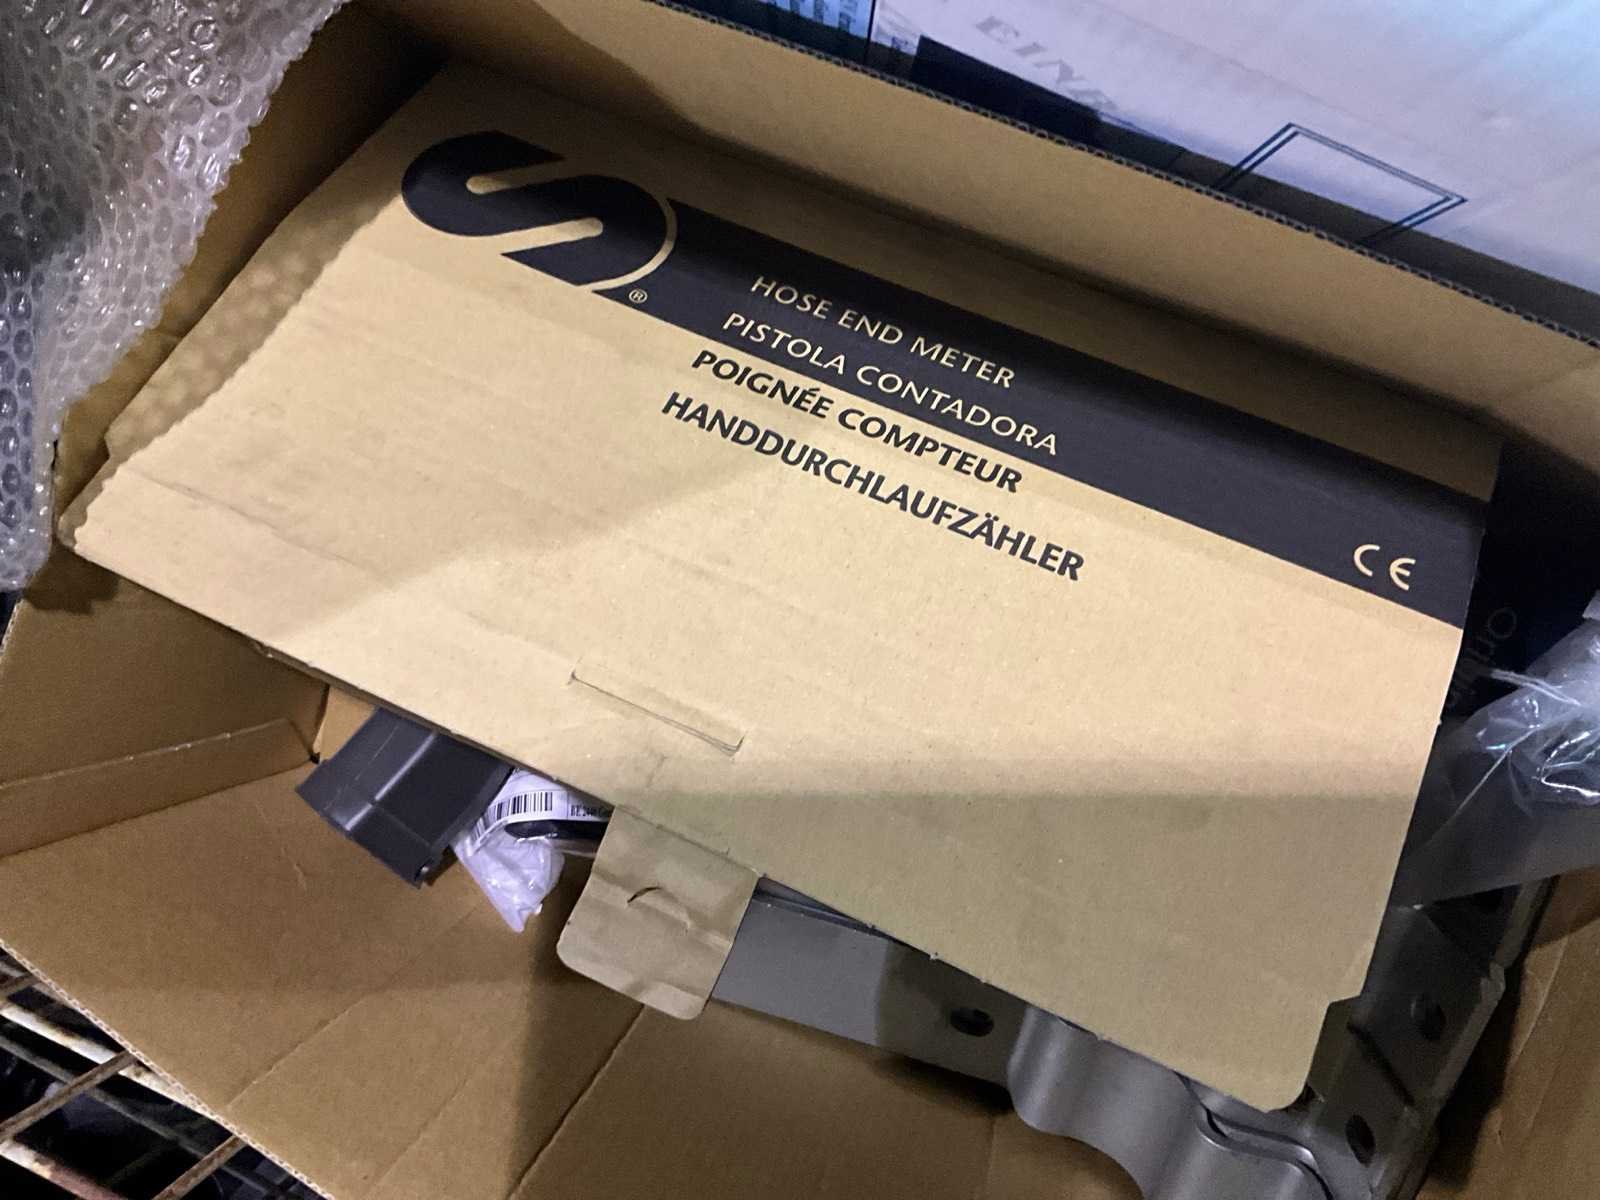 ®
HOSE END METER
PISTOLA CONTADORA
POIGNÉE COMPTEUR
HANDDURCHLAUFZÄHLER
CE